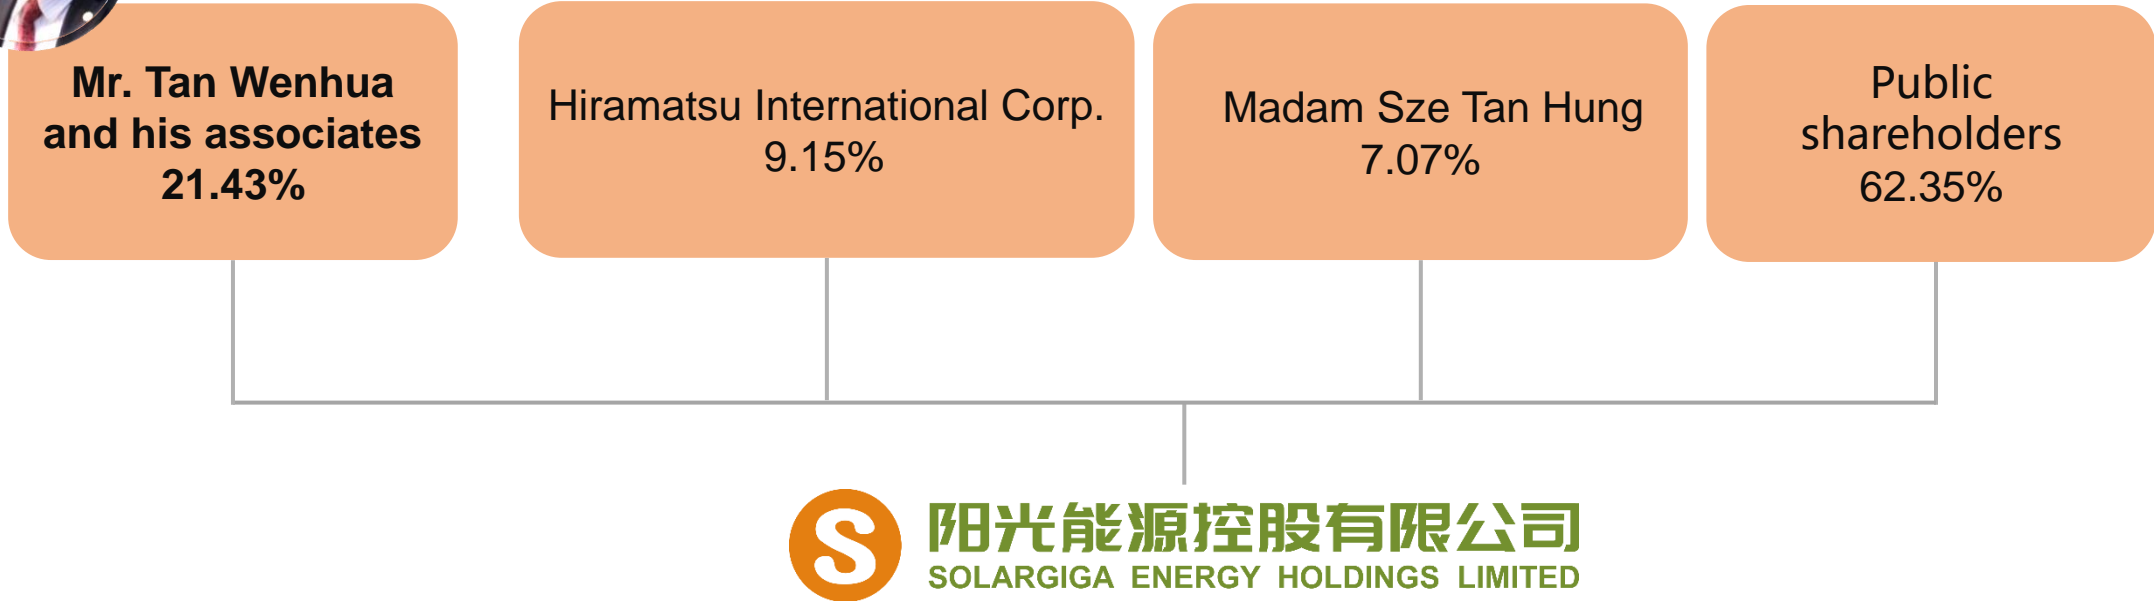 Mr. Tan Wenhua
and his associates
21.43%
Hiramatsu International Corp.
9.15%
Madam Sze Tan Hung
7.07%
Public
shareholders
62.35%
阳光能源控股有限公司
SOLARGIGA ENERGY HOLDINGS LIMITED